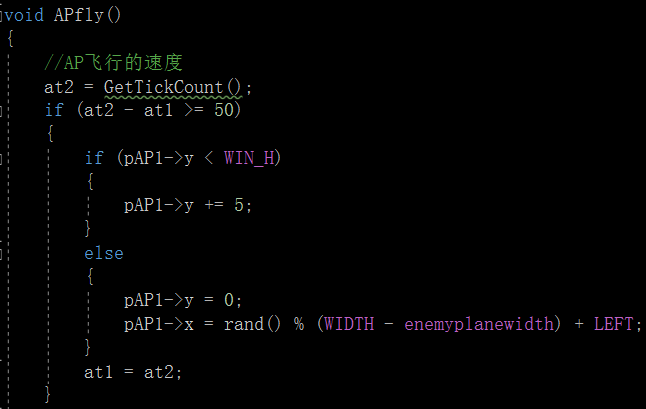 void APfly()
{
//AP飞行的速度
at2 = GetTickCount();
if (at2 - at1 >= 50)
{
if (pAP1->y < WIN_H)
{
pAP1->y += 5;
}
else
{
pAP1->y = 0;
pAP1->x = rand() % (WIDTH - enemyplanewidth) + LEFT;
}
at1 = at2;
}